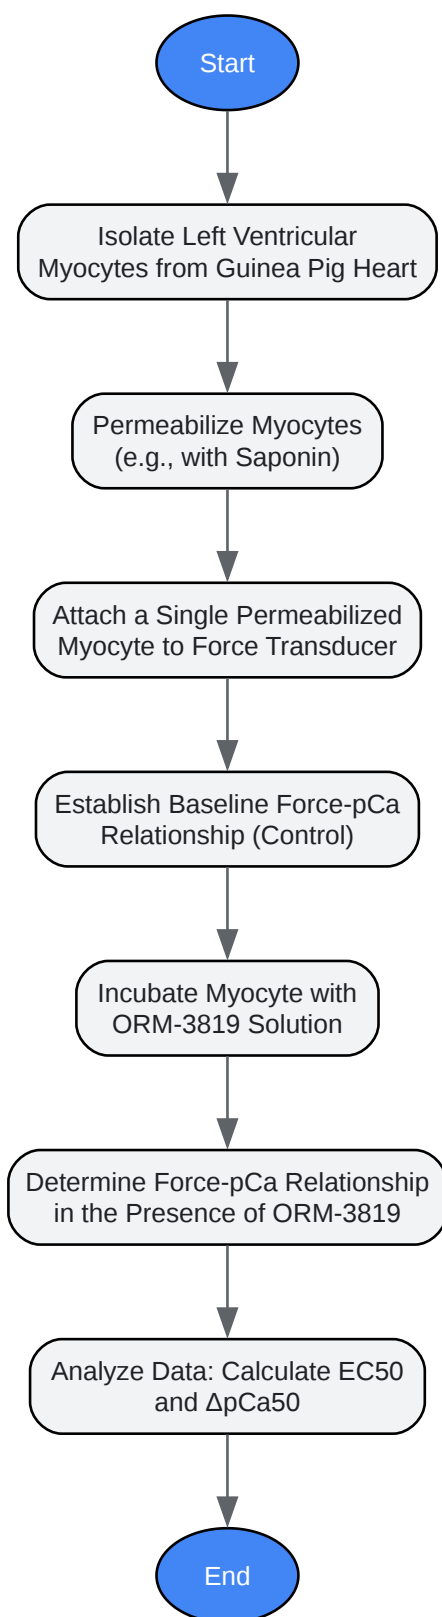 Start
Isolate Left Ventricular
Myocytes from Guinea Pig Heart
Permeabilize Myocytes
(e.g., with Saponin)
Attach a Single Permeabilized
Myocyte to Force Transducer
Establish Baseline Force-pCa
Relationship (Control)
Incubate Myocyte with
ORM-3819 Solution
Determine Force-pCa Relationship
in the Presence of ORM-3819
Analyze Data: Calculate EC50
and ΔpCa50
End